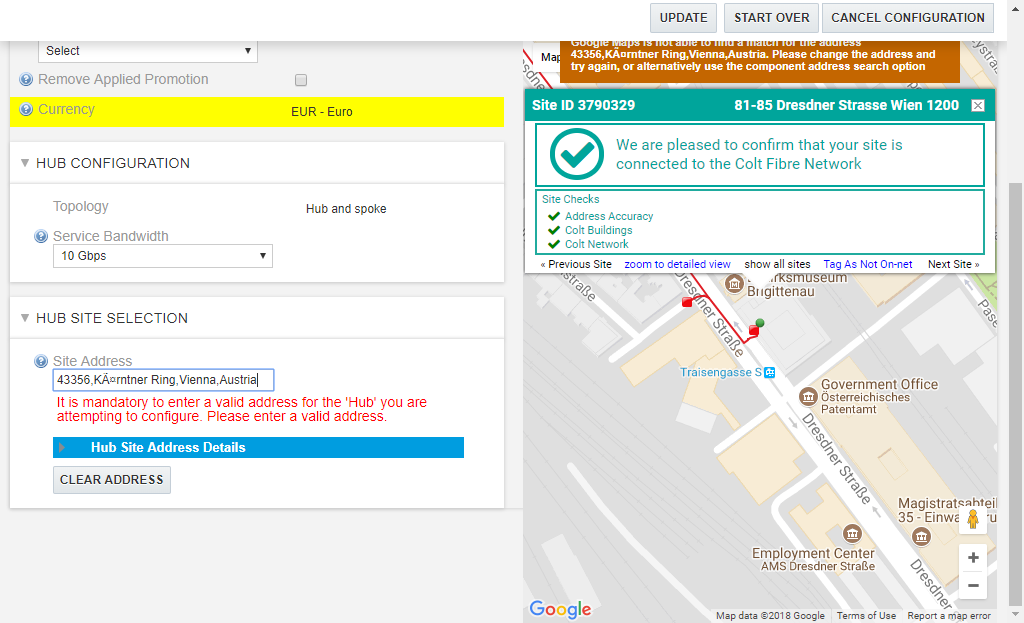 UPDATE
START OVER
CANCEL CONFIGURATION
Select
Remove Applied Promotion
Currency
EUR - Euro
HUB CONFIGURATION
Topology
Hub and spoke
Service Bandwidth
10 Gbps
HUB SITE SELECTION
Site Address
43356,KÃ¤rntner Ring,Vienna,Austria
It is mandatory to enter a valid address for the 'Hub' you are
attempting to configure. Please enter a valid address.
Hub Site Address Details
CLEAR ADDRESS
Map
Google Maps is not able to find a match for the address
43356,KÃ¤rntner Ring,Vienna,Austria. Please change the address and
try again, or alternatively use the component address search option
Site ID 3790329
81-85 Dresdner Strasse Wien 1200
We are pleased to confirm that your site is
connected to the Colt Fibre Network
Site Checks
Address Accuracy
Colt Buildings
Colt Network
« Previous Site
zoom to detailed view
show all sites
Tag As Not On-net
Next Site »
Brigittenau
Dresdner Straße
Traisengasse S
Government Office
Österreichisches
Patentamt
Dresdner Straße
Magistratsabteil
35 - Einwa
Employment Center
AMS Dresdner Straße
Dresdner
Google
Map data ©2018 Google
Terms of Use
Report a map error